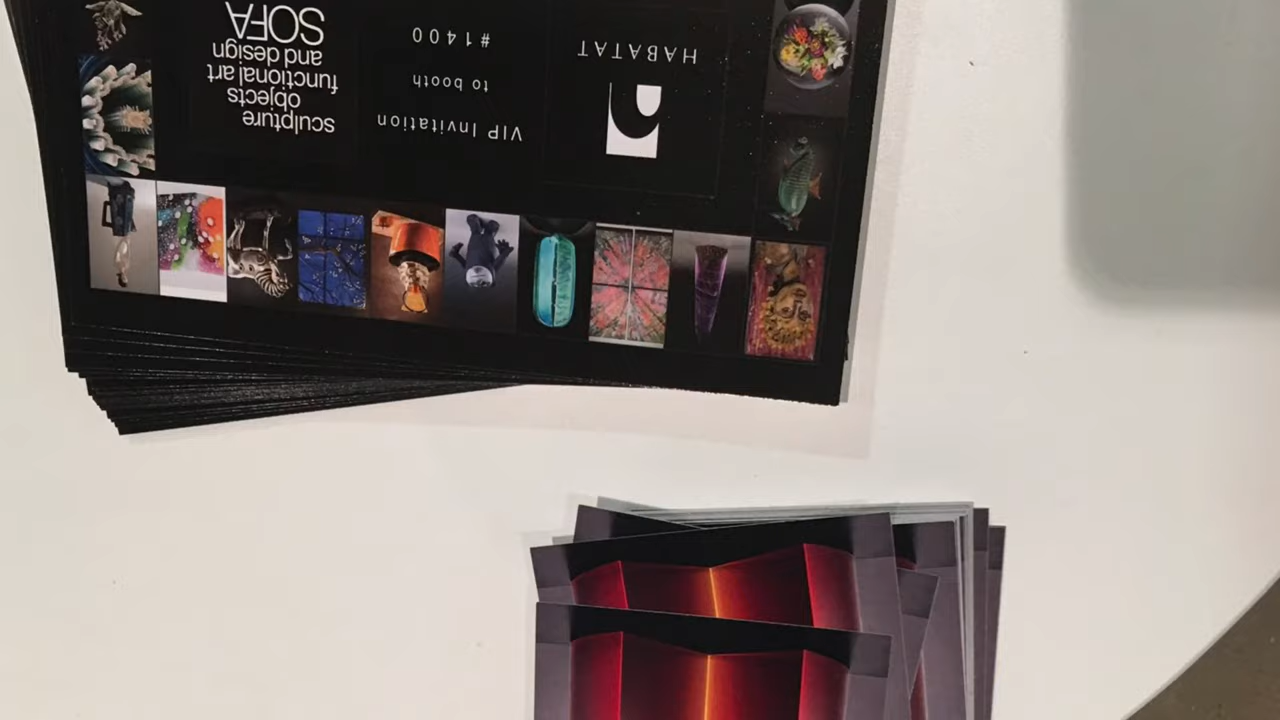 HABATAT
VIP Invitation
to booth
#1400
sculpture
objects
functional art
and design
SOFA